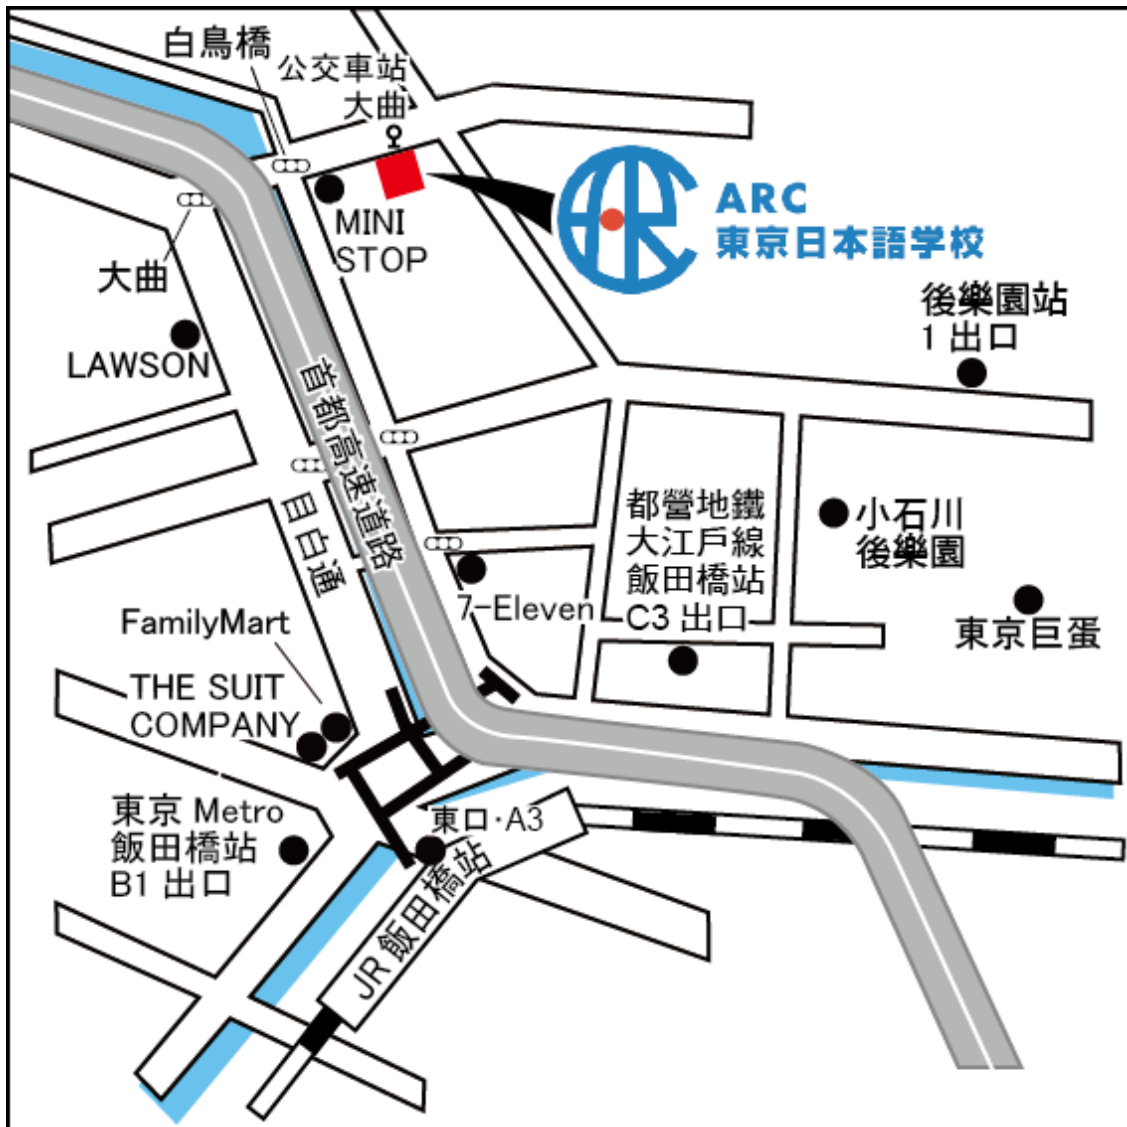 白鳥橋
公交車站
大曲
MINI
STOP
ARC
東京日本語学校
大曲
LAWSON
後樂園站
1 出口
首都高速道路
目白通
都營地鐵
大江戶線
飯田橋站
C3 出口
小石川
後樂園
東京巨蛋
7-Eleven
FamilyMart
THE SUIT
COMPANY
東京 Metro
飯田橋站
B1 出口
東口·A3
JR 飯田橋站